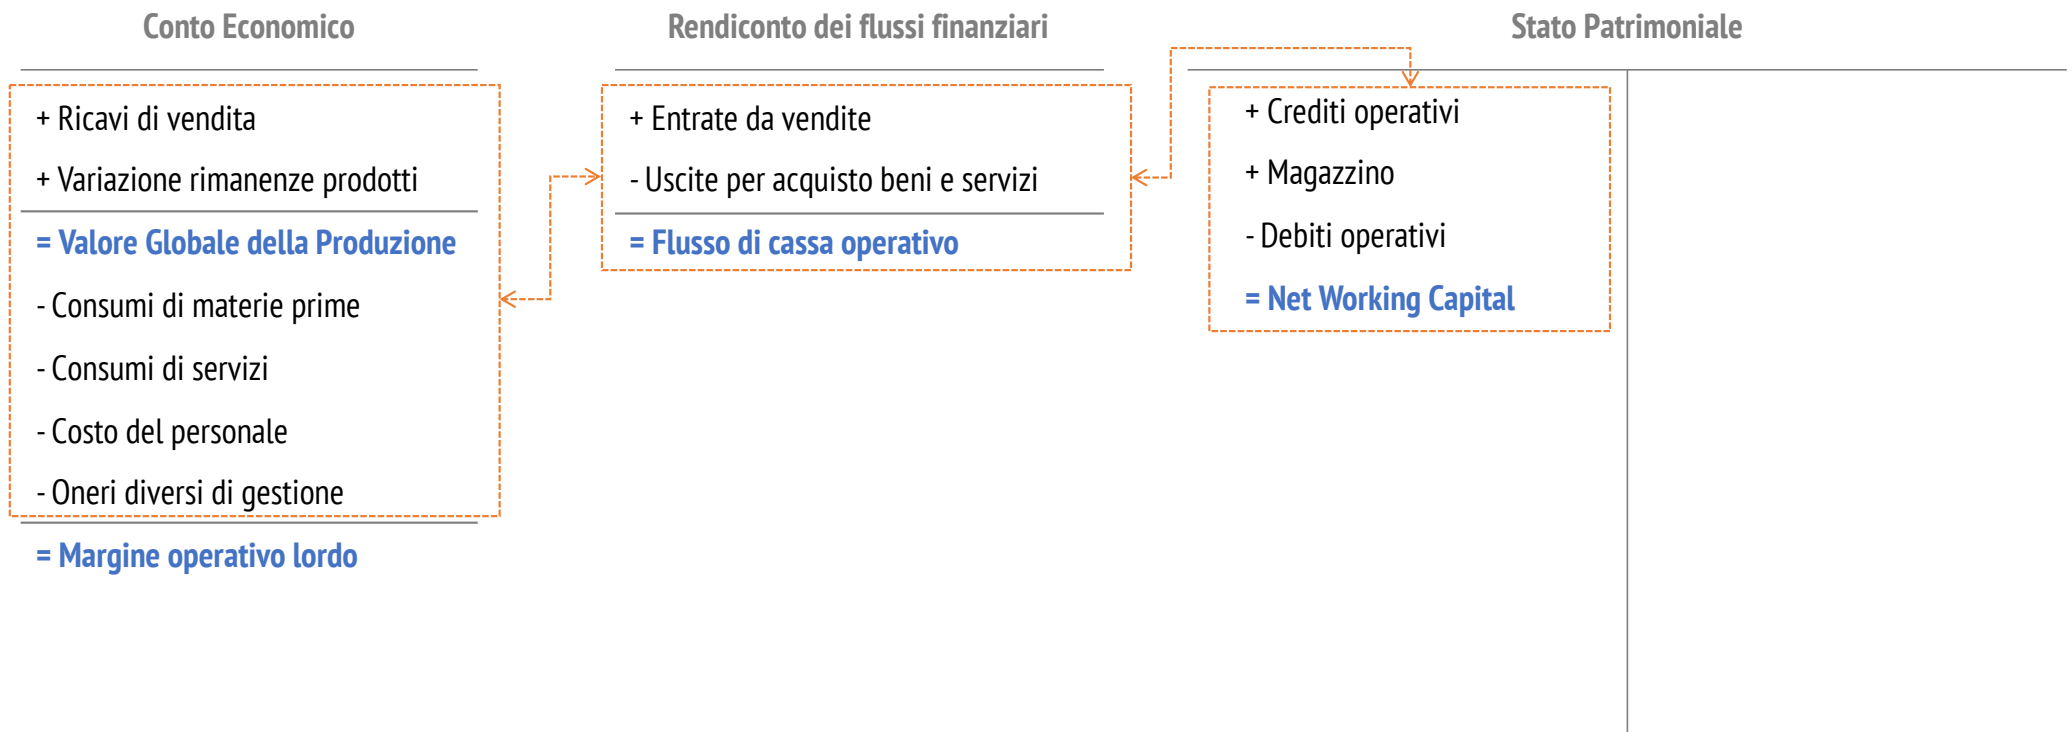 Conto Economico
+ Ricavi di vendita
+ Variazione rimanenze prodotti
= Valore Globale della Produzione
- Consumi di materie prime
- Consumi di servizi
- Costo del personale
- Oneri diversi di gestione
= Margine operativo lordo
Rendiconto dei flussi finanziari
+ Entrate da vendite
- Uscite per acquisto beni e servizi
= Flusso di cassa operativo
Stato Patrimoniale
+ Crediti operativi
+ Magazzino
- Debiti operativi
= Net Working Capital